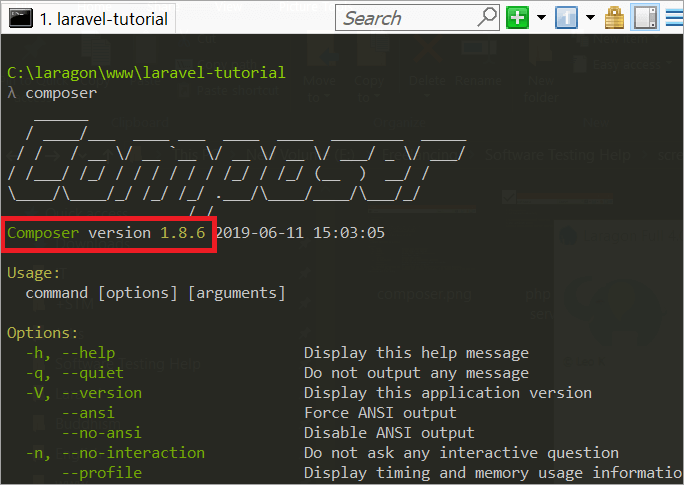 1. laravel-tutorial
Search
1
C:\laragon\www\laravel-tutorial
λ composer
Composer
Composer version 1.8.6 2019-06-11 15:03:05
Usage:
command [options] [arguments]
Options:
-h, --help Display this help message
-q, --quiet Do not output any message
-V, --version Display this application version
--ansi Force ANSI output
--no-ansi Disable ANSI output
-n, --no-interaction Do not ask any interactive question
--profile Display timing and memory usage informatio